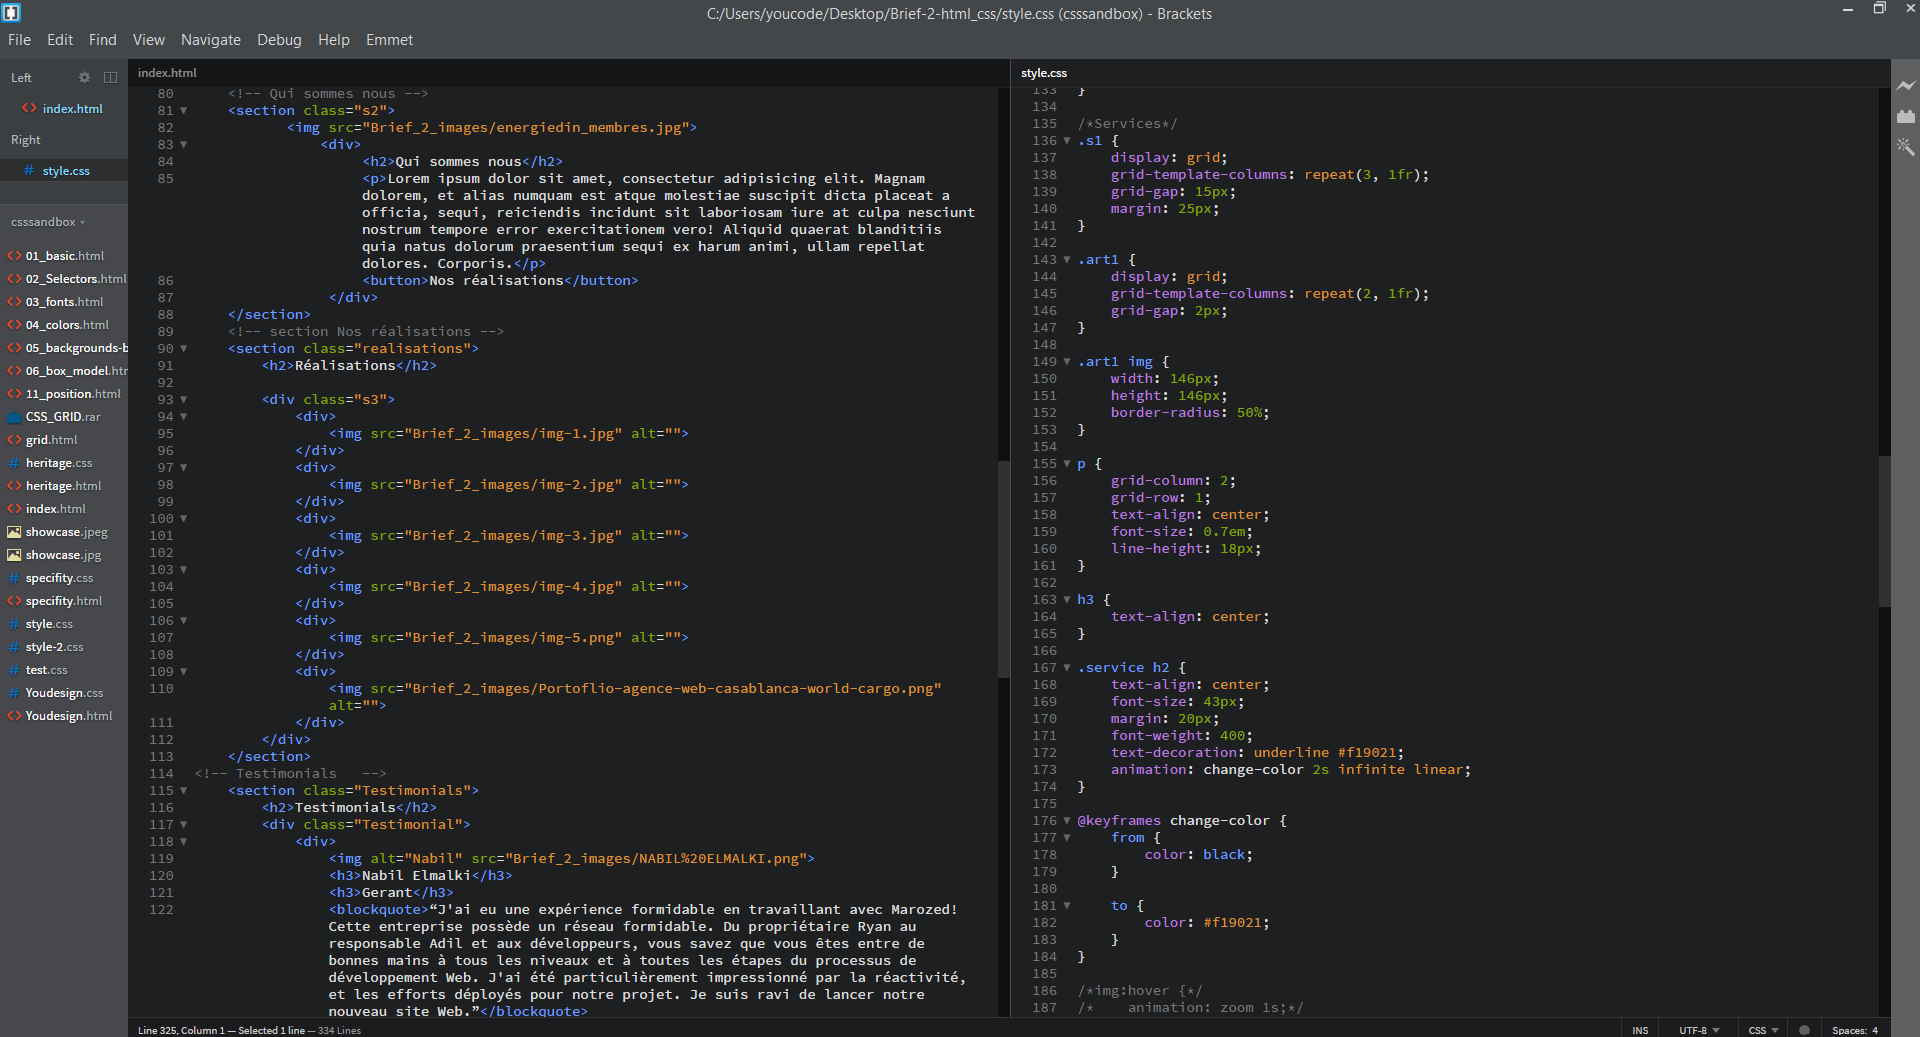 C:/Users/youcode/Desktop/Brief-2-html_css/style.css (csssandbox) - Brackets
File Edit Find View Navigate Debug Help Emmet
Left
index.html
Right
style.css
csssandbox
01_basic.html
02_Selectors.html
03_fonts.html
04_colors.html
05_backgrounds-b
06_box_model.htr
11_position.html
CSS_GRID.rar
grid.html
heritage.css
heritage.html
index.html
showcase.jpeg
showcase.jpg
specifity.css
specifity.html
style.css
style-2.css
test.css
Youdesign.css
Youdesign.html
index.html
80 <!-- Qui sommes nous -->
81 <section class="s2">
82 <img src="Brief_2_images/energiedin_membres.jpg">
83 <div>
84 <h2>Qui sommes nous</h2>
85 <p>Lorem ipsum dolor sit amet, consectetur adipisicing elit. Magnam
dolorem, et alias numquam est atque molestiae suscipit dicta placeat a
officia, sequi, reiciendis incidunt sit laboriosam iure at culpa nesciunt
nostrum tempore error exercitationem vero! Aliquid quaerat blanditiis
quia natus dolorum praesentium sequi ex harum animi, ullam repellat
dolores. Corporis.</p>
86 <button>Nos réalisations</button>
87 </div>
88 </section>
89 <!-- section Nos réalisations -->
90 <section class="realisations">
91 <h2>Réalisations</h2>
92
93 <div class="s3">
94 <div>
95 <img src="Brief_2_images/img-1.jpg" alt="">
96 </div>
97 <div>
98 <img src="Brief_2_images/img-2.jpg" alt="">
99 </div>
100 <div>
101 <img src="Brief_2_images/img-3.jpg" alt="">
102 </div>
103 <div>
104 <img src="Brief_2_images/img-4.jpg" alt="">
105 </div>
106 <div>
107 <img src="Brief_2_images/img-5.png" alt="">
108 </div>
109 <div>
110 <img src="Brief_2_images/Portoflio-agence-web-casablanca-world-cargo.png"
alt="">
111 </div>
112 </div>
113 </section>
114 <!-- Testimonials -->
115 <section class="Testimonials">
116 <h2>Testimonials</h2>
117 <div class="Testimonial">
118 <div>
119 <img alt="Nabil" src="Brief_2_images/NABIL%20ELMALKI.png">
120 <h3>Nabil Elmalki</h3>
121 <h3>Gerant</h3>
122 <blockquote>“J'ai eu une expérience formidable en travaillant avec Marozed!
Cette entreprise possède un réseau formidable. Du propriétaire Ryan au
responsable Adil et aux développeurs, vous savez que vous êtes entre de
bonnes mains à tous les niveaux et à toutes les étapes du processus de
développement Web. J'ai été particulièrement impressionné par la réactivité,
et les efforts déployés pour notre projet. Je suis ravi de lancer notre
nouveau site Web.”</blockquote>
style.css
133 }
134
135 /*Services*/
136 .s1 {
137 display: grid;
138 grid-template-columns: repeat(3, 1fr);
139 grid-gap: 15px;
140 margin: 25px;
141 }
142
143 .art1 {
144 display: grid;
145 grid-template-columns: repeat(2, 1fr);
146 grid-gap: 2px;
147 }
148
149 .art1 img {
150 width: 146px;
151 height: 146px;
152 border-radius: 50%;
153 }
154
155 p {
156 grid-column: 2;
157 grid-row: 1;
158 text-align: center;
159 font-size: 0.7em;
160 line-height: 18px;
161 }
162
163 h3 {
164 text-align: center;
165 }
166
167 .service h2 {
168 text-align: center;
169 font-size: 43px;
170 margin: 20px;
171 font-weight: 400;
172 text-decoration: underline #f19021;
173 animation: change-color 2s infinite linear;
174 }
175
176 @keyframes change-color {
177 from {
178 color: black;
179 }
180
181 to {
182 color: #f19021;
183 }
184 }
185
186 /*img:hover {*/
187 /* animation: zoom 1s;*/
Line 325, Column 1 — Selected 1 line — 334 Lines
INS UTF-8 CSS Spaces: 4